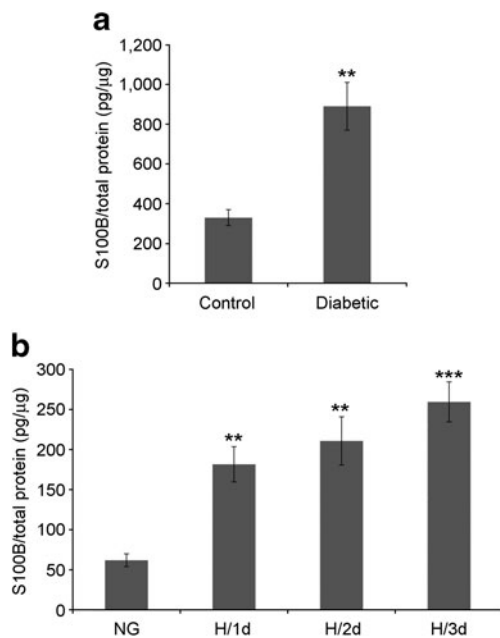 a
S100B/total protein (pg/µg)
1,200
1,000
800
600
400
200
0
**
Control Diabetic
b
S100B/total protein (pg/µg)
300
250
200
150
100
50
0
** ** ***
NG H/1d H/2d H/3d